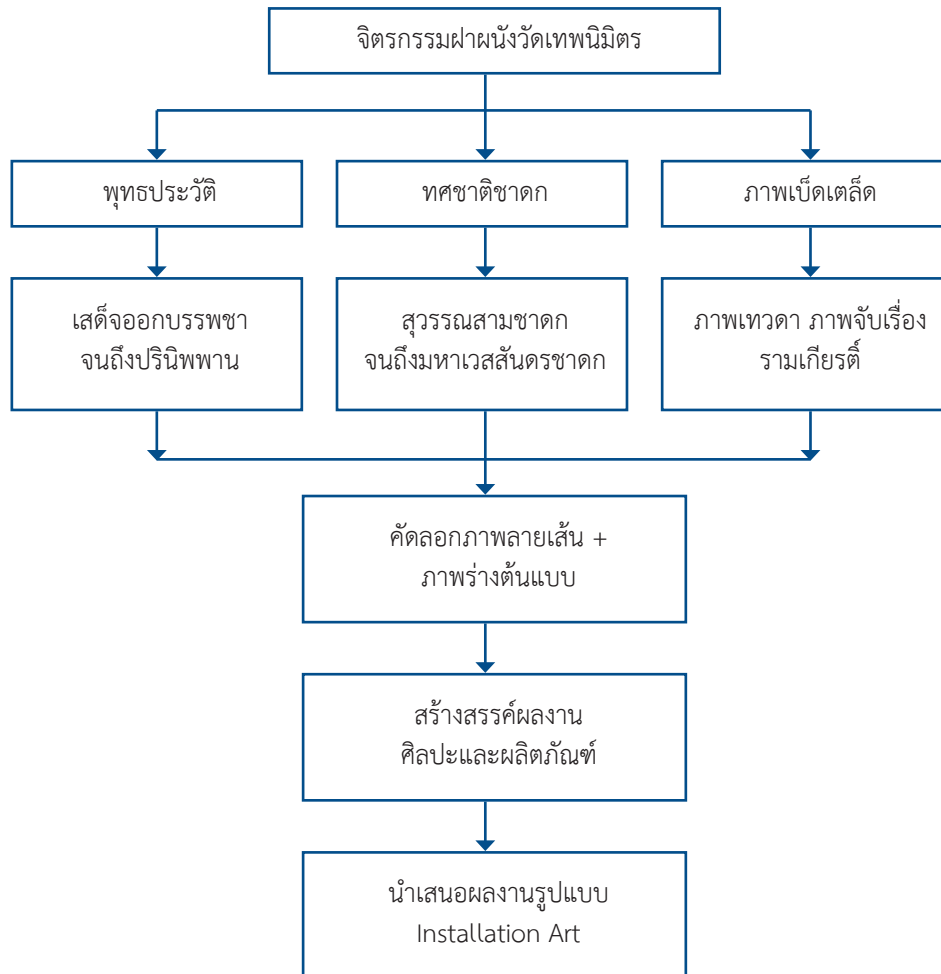 จิตรกรรมฝาผนังวัดเทพนิมิตร
พุทธประวัติ
ทศชาติชาดก
ภาพเบ็ดเตล็ด
เสด็จออกบรรพชา
จนถึงปรินิพพาน
สุวรรณสามชาดก
จนถึงมหาเวสสันดรชาดก
ภาพเทวดา ภาพจับเรื่อง
รามเกียรติ์
คัดลอกภาพลายเส้น +
ภาพร่างต้นแบบ
สร้างสรรค์ผลงาน
ศิลปะและผลิตภัณฑ์
นำเสนอผลงานรูปแบบ
Installation Art